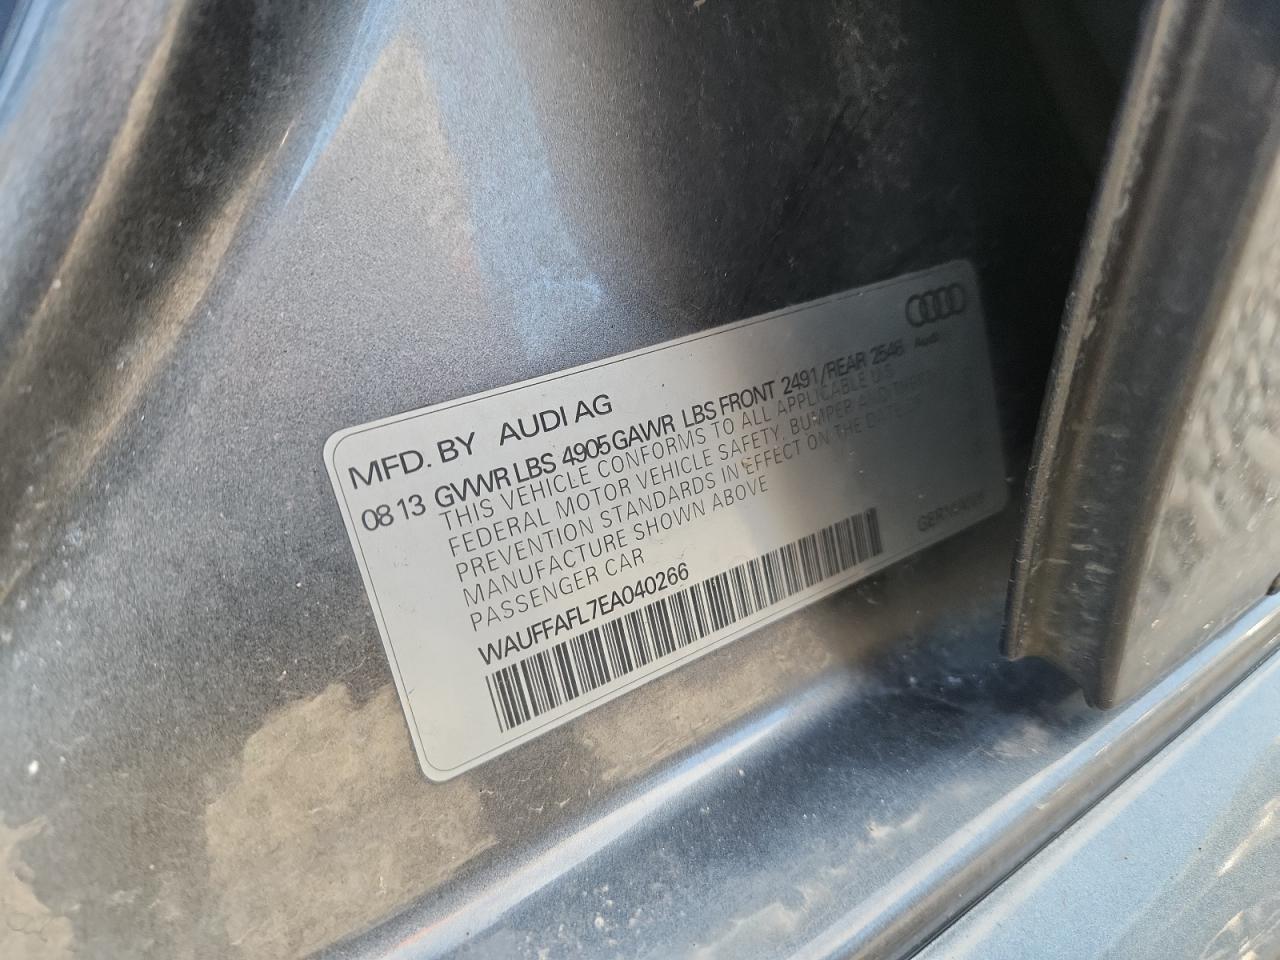 Audi
MFD. BY AUDI AG
08 13 GVWR LBS 4905 GAWR LBS FRONT 2491/REAR 2546
THIS VEHICLE CONFORMS TO ALL APPLICABLE U.S.
FEDERAL MOTOR VEHICLE SAFETY, BUMPER AND THEFT
PREVENTION STANDARDS IN EFFECT ON THE DATE OF
MANUFACTURE SHOWN ABOVE
PASSENGER CAR
WAUFFAFL7EA040266